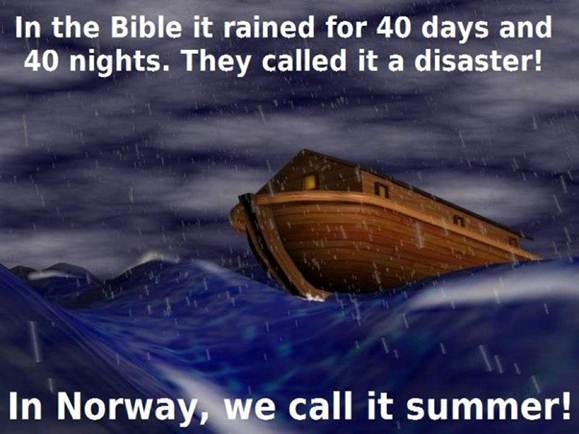 In the Bible it rained for 40 days and
40 nights. They called it a disaster!
In Norway, we call it summer!